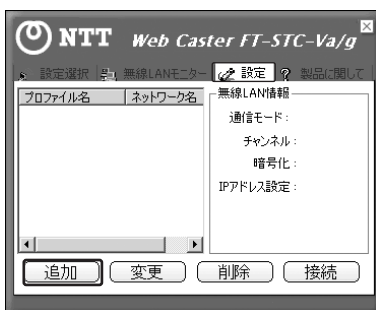 NTT Web Caster FT-STC-Va/g
設定選択 無線LANモニター 設定 ? 製品に関して
プロファイル名 ネットワーク名
無線LAN情報
通信モード :
チャンネル :
暗号化 :
IPアドレス設定 :
追加 変更 削除 接続